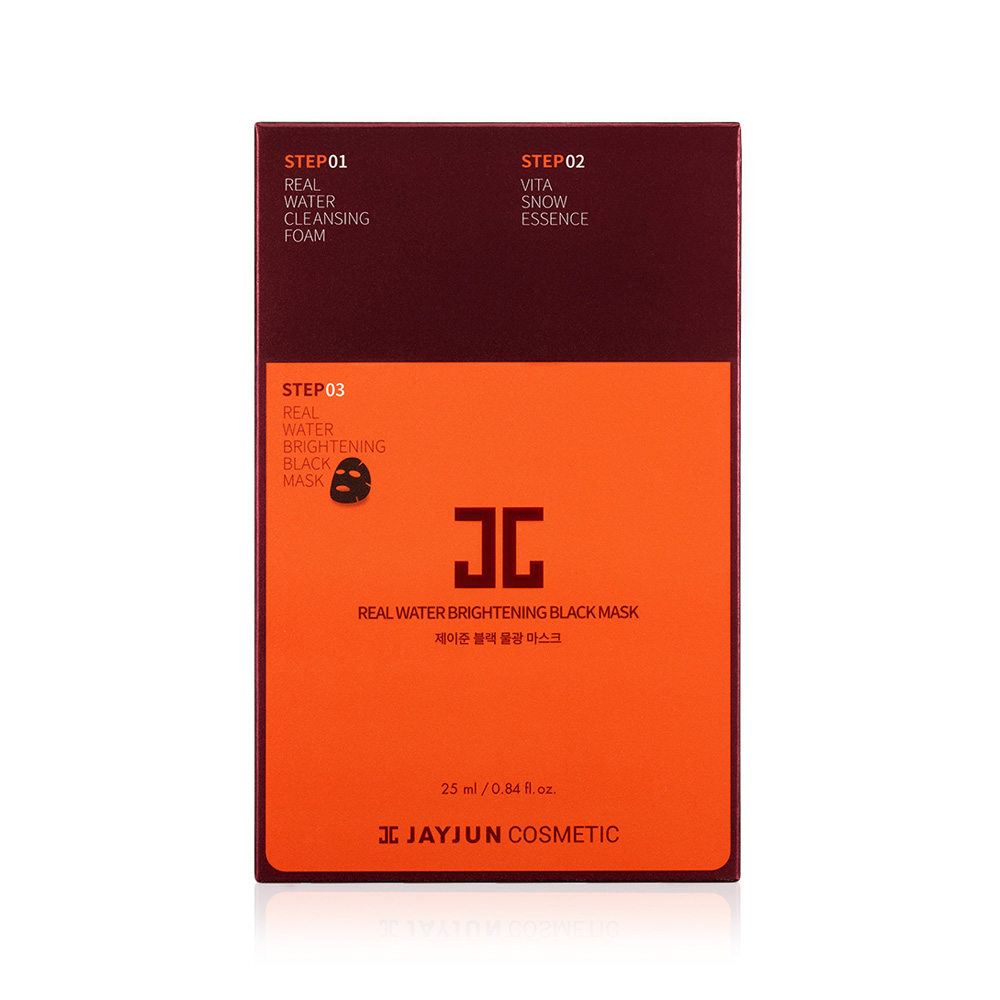 STEP01
REAL
WATER
CLEANSING
FOAM
STEP02
VITA
SNOW
ESSENCE
STEP03
REAL
WATER
BRIGHTENING
BLACK
MASK
REAL WATER BRIGHTENING BLACK MASK
제이준 블랙 물광 마스크
25 ml / 0.84 fl. oz.
JAYJUN COSMETIC